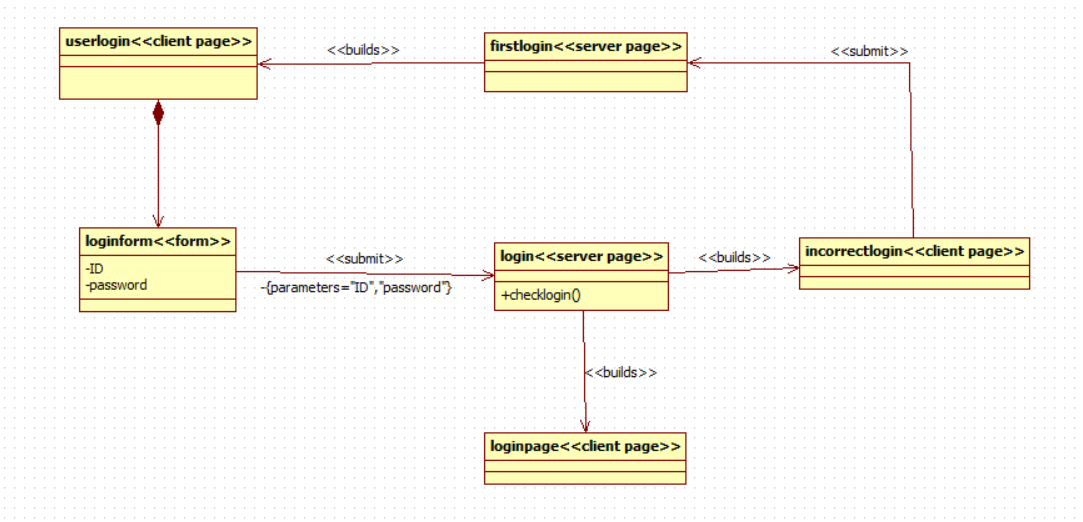 userlogin<<client page>>
<<builds>>
firstlogin<<server page>>
<<submit>>
loginform<<form>>
-ID
-password
<<submit>>
-{parameters="ID","password"}
login<<server page>>
+checklogin()
<<builds>>
incorrectlogin<<client page>>
<<builds>>
loginpage<<client page>>